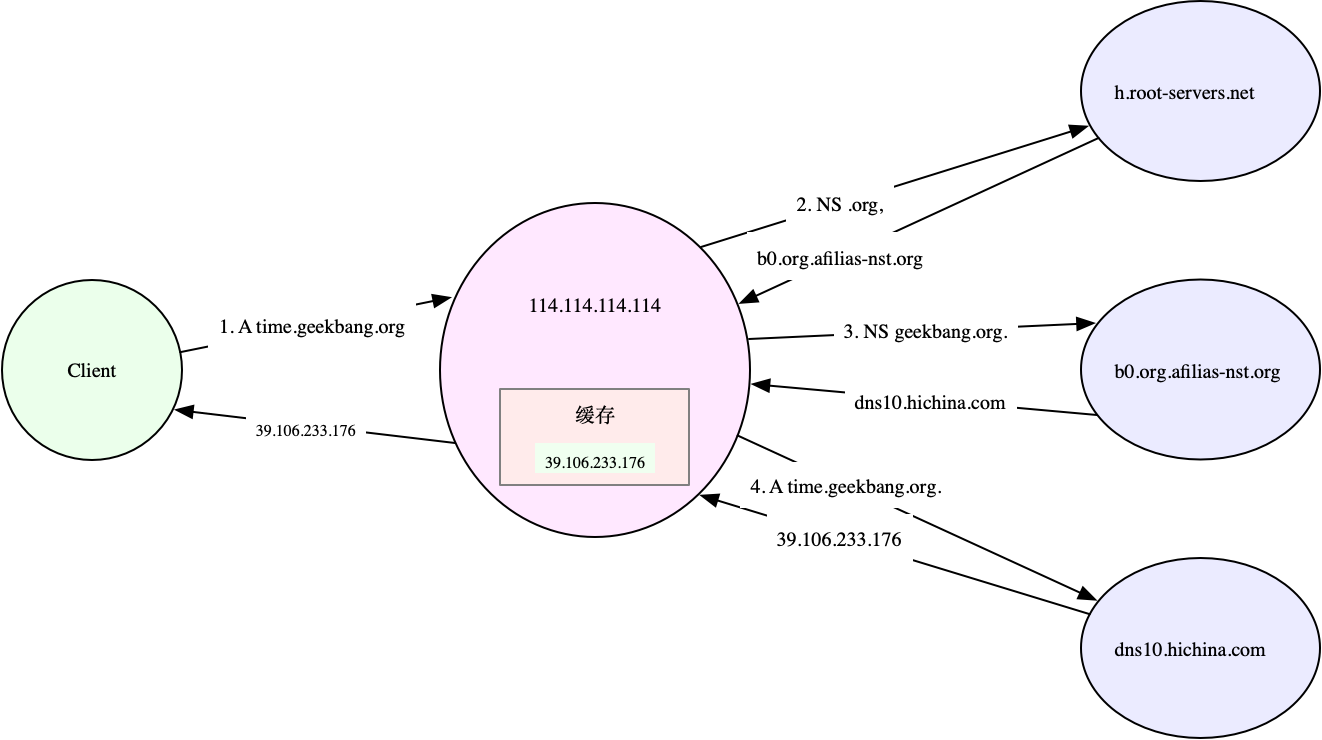 h.root-servers.net
2. NS .org,
b0.org.afilias-nst.org
114.114.114.114
1. A time.geekbang.org
3. NS geekbang.org.
Client
b0.org.afilias-nst.org
dns10.hichina.com
缓存
39.106.233.176
39.106.233.176
4. A time.geekbang.org.
39.106.233.176
dns10.hichina.com